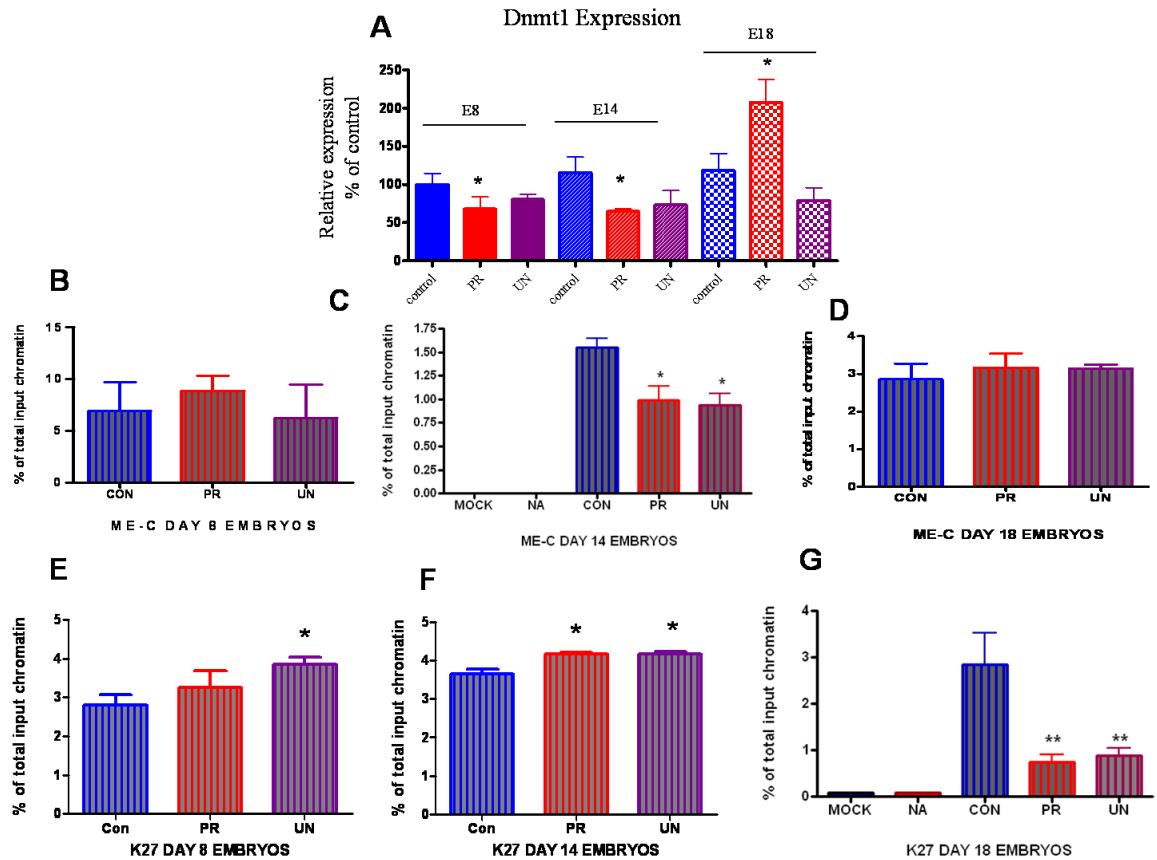 Dnmt1 Expression
A
E18
*
250
E8
E14
200
Relative expression
% of control
150
*
*
100
50
0
control
PR
UN
control
PR
UN
control
PR
UN
B
% of total input chromatin
15
10
5
0
CON
PR
UN
ME-C DAY 8 EMBRYOS
C
% of total input chromatin
1.75
1.50
1.25
1.00
0.75
0.50
0.25
0.00
*
*
MOCK
NA
CON
PR
UN
ME-C DAY 14 EMBRYOS
D
% of total input chromatin
4
3
2
1
0
CON
PR
UN
ME-C DAY 18 EMBRYOS
E
% of total input chromatin
5
4
3
2
1
0
*
Con
PR
UN
K27 DAY 8 EMBRYOS
F
% of total input chromatin
5
4
3
2
1
0
*
*
Con
PR
UN
K27 DAY 14 EMBRYOS
G
% of total input chromatin
4
3
2
1
0
**
**
MOCK
NA
CON
PR
UN
K27 DAY 18 EMBRYOS